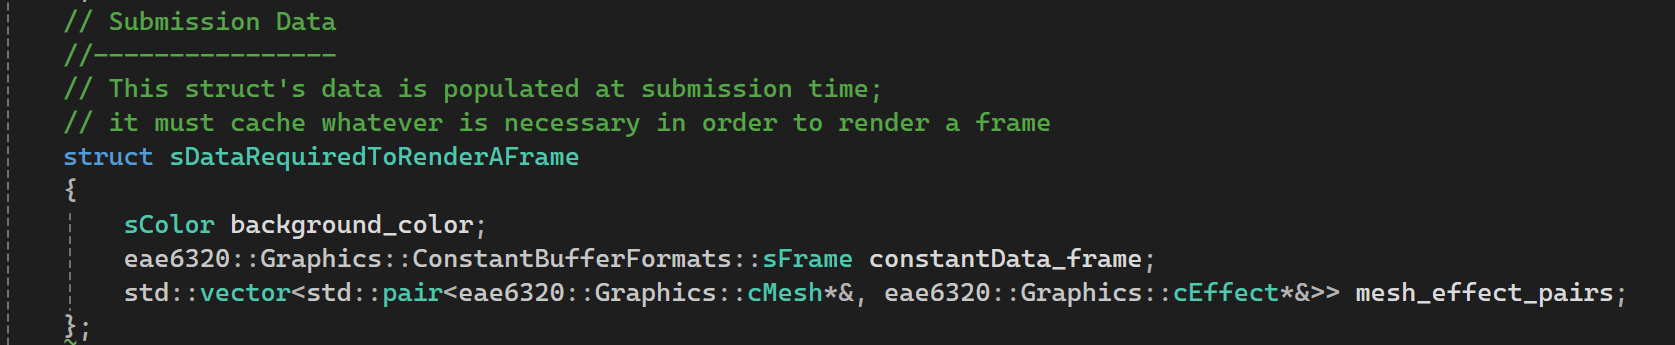 // Submission Data
//----------------
// This struct's data is populated at submission time;
// it must cache whatever is necessary in order to render a frame
struct sDataRequiredToRenderAFrame
{
sColor background_color;
eae6320::Graphics::ConstantBufferFormats::sFrame constantData_frame;
std::vector<std::pair<eae6320::Graphics::cMesh*&, eae6320::Graphics::cEffect*&>> mesh_effect_pairs;
};